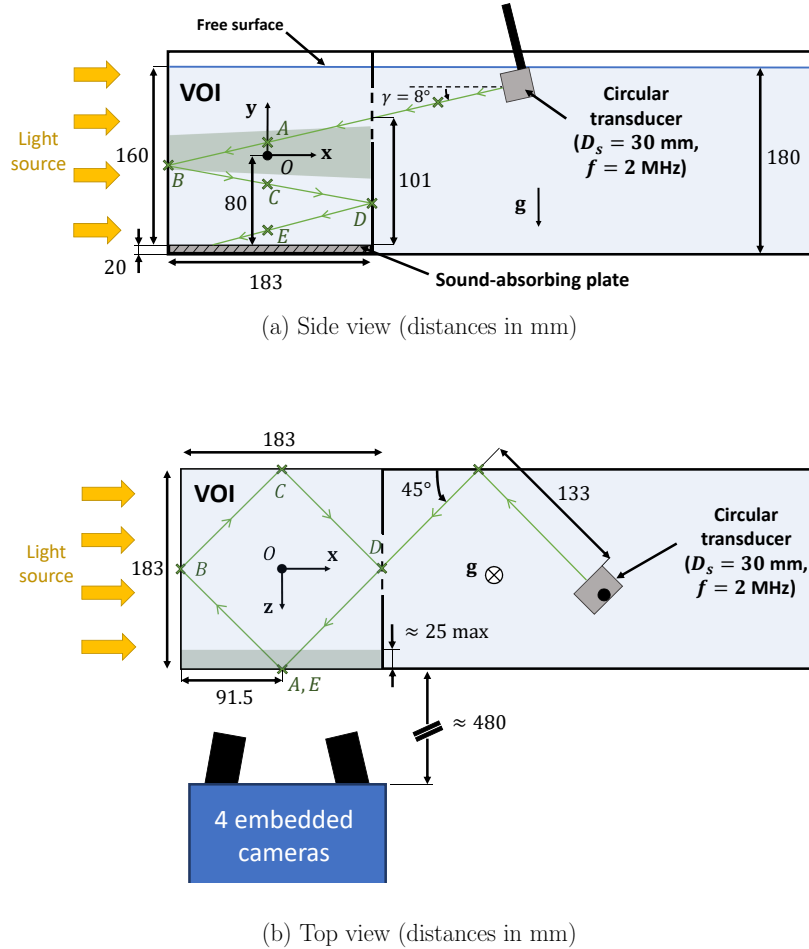 Free surface
VOI
y
γ = 8°
Circular
transducer
(D_s = 30 mm,
f = 2 MHz)
Light
source
160
A
O
x
B
C
80
101
180
D
g
E
20
183
Sound-absorbing plate
(a) Side view (distances in mm)
183
VOI
C
45°
133
Circular
transducer
(D_s = 30 mm,
f = 2 MHz)
Light
source
183
O
x
D
B
g
z
≈ 25 max
91.5
A, E
≈ 480
4 embedded
cameras
(b) Top view (distances in mm)